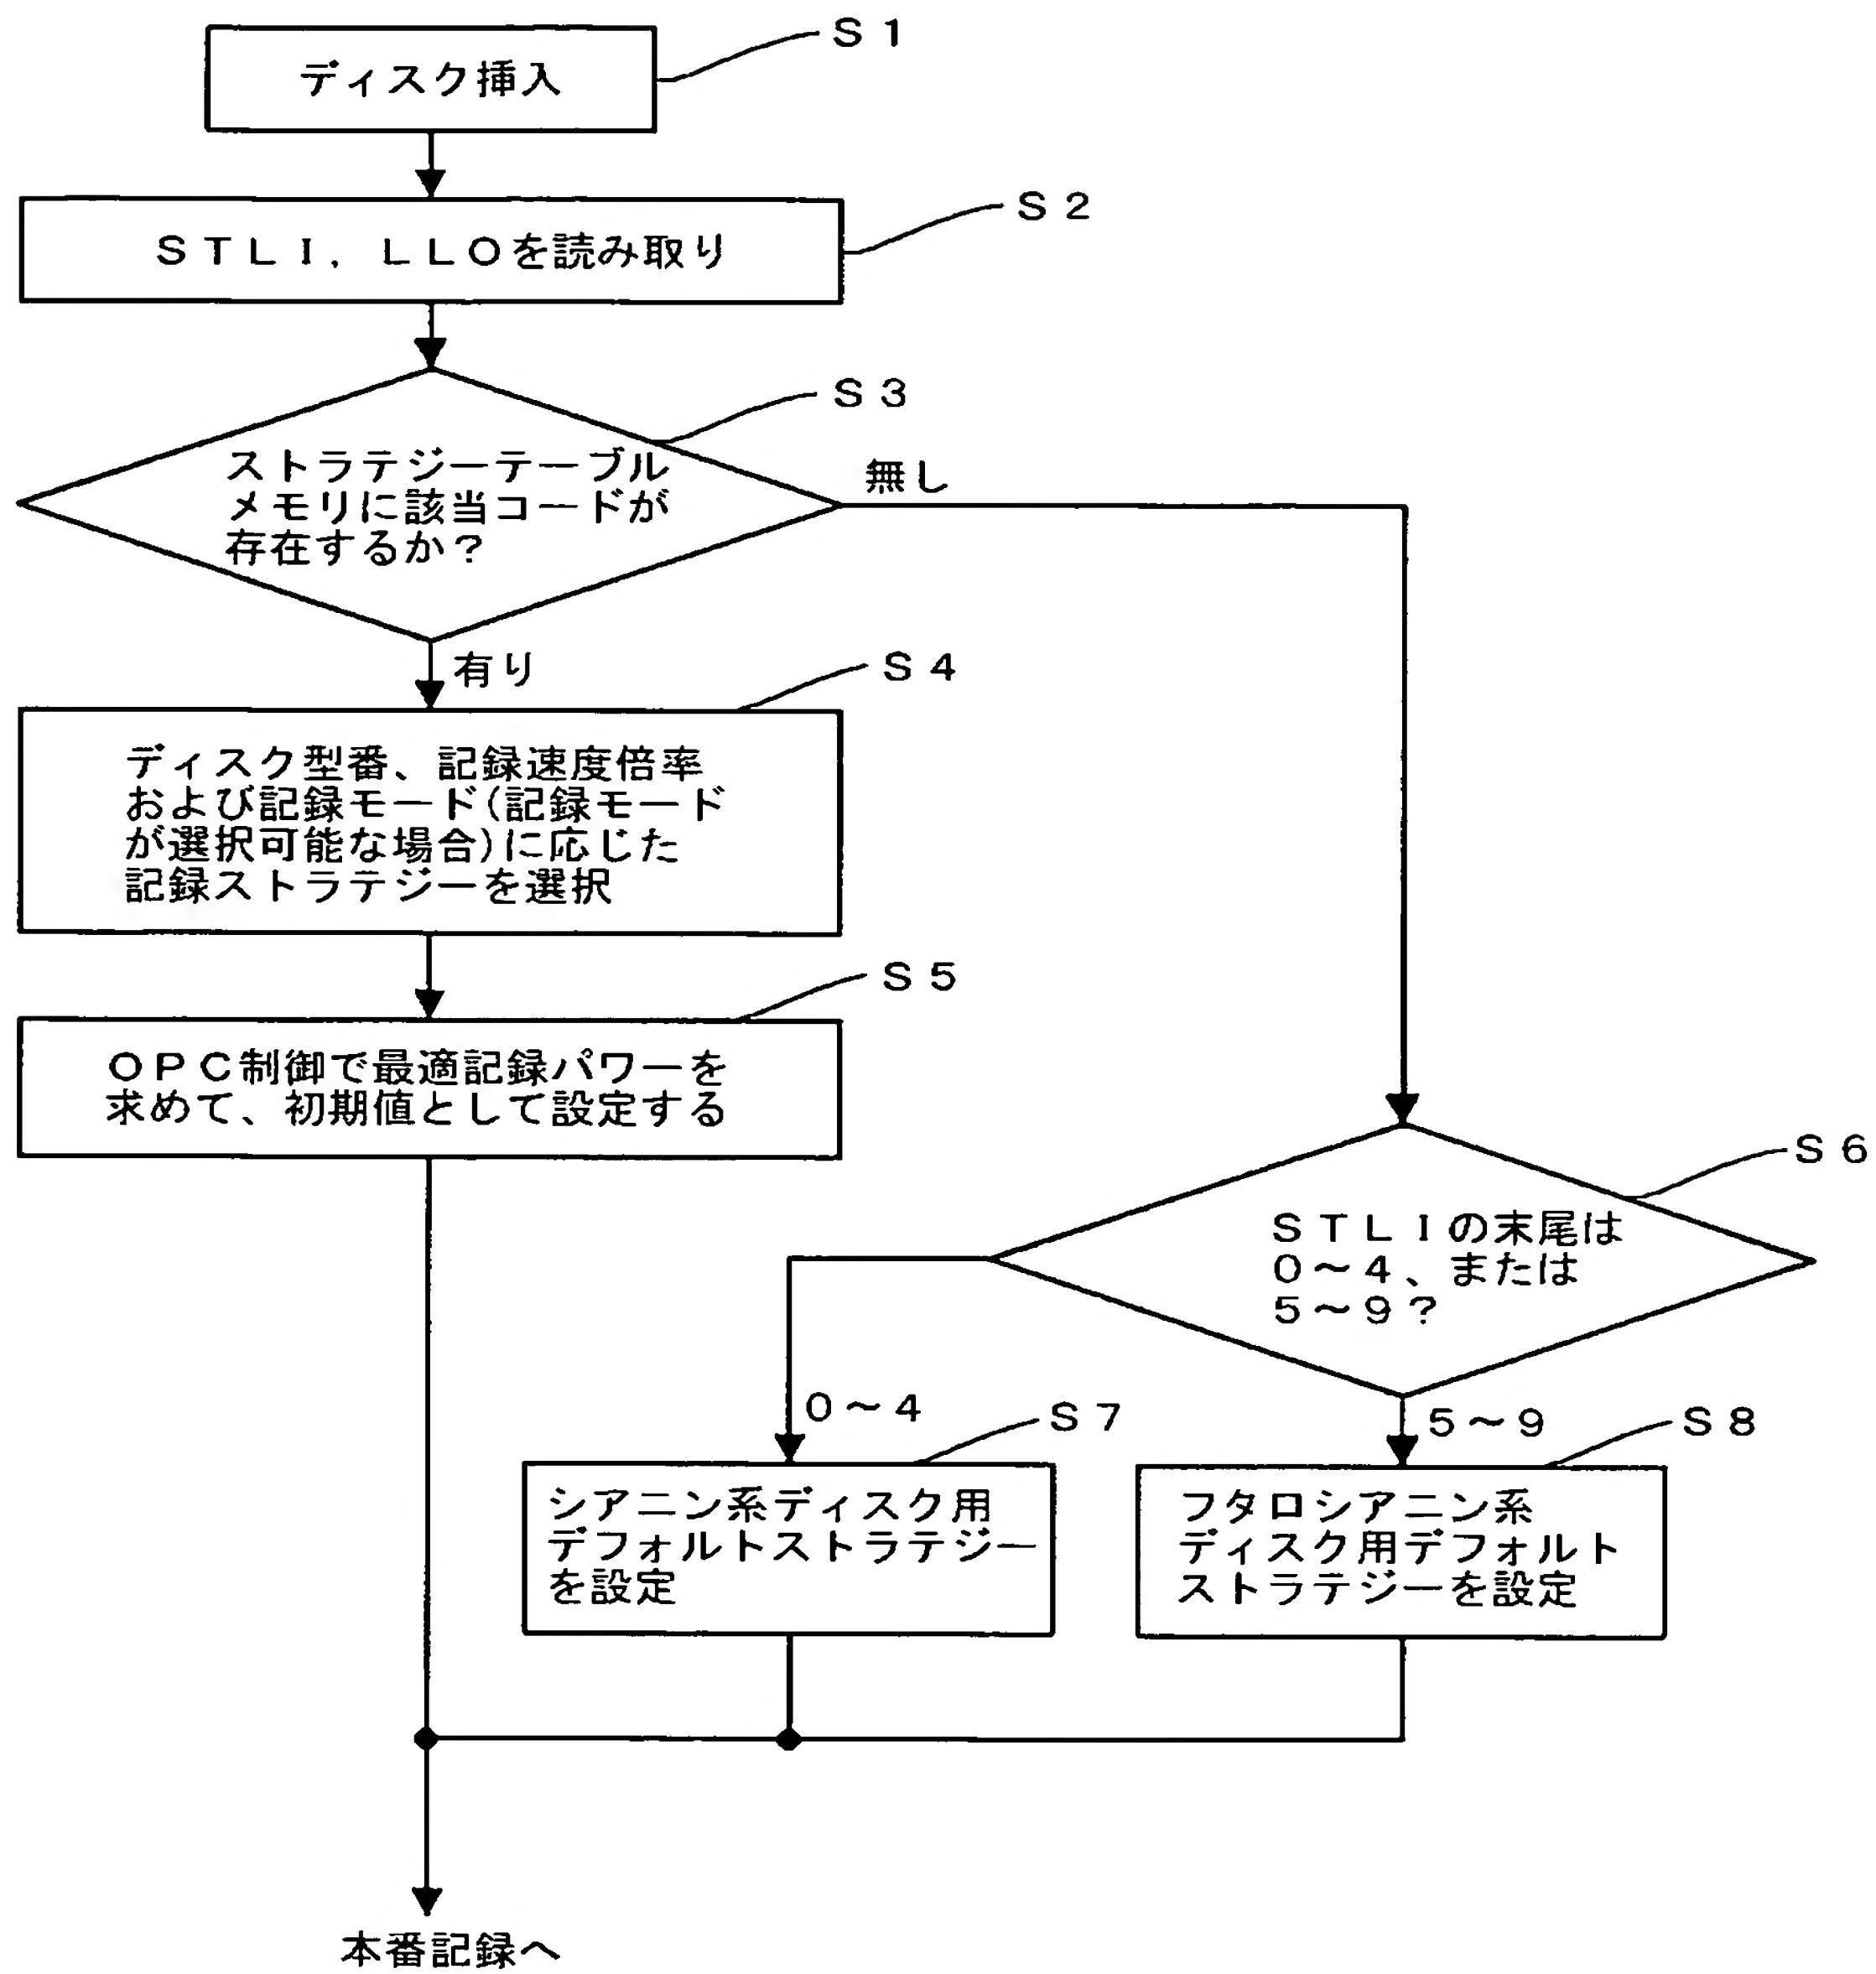 S1
ディスク挿入
S2
STLI, LLOを読み取り
S3
ストラテジーテーブル
メモリに該当コードが
存在するか?
無し
有り
S4
ディスク型番、記録速度倍率
および記録モード(記録モード
が選択可能な場合)に応じた
記録ストラテジーを選択
S5
OPC制御で最適記録パワーを
求めて、初期値として設定する
S6
STLIの末尾は
0~4、または
5~9?
0~4
S7
5~9
S8
シアニン系ディスク用
デフォルトストラテジー
を設定
フタロシアニン系
ディスク用デフォルト
ストラテジーを設定
本番記録へ